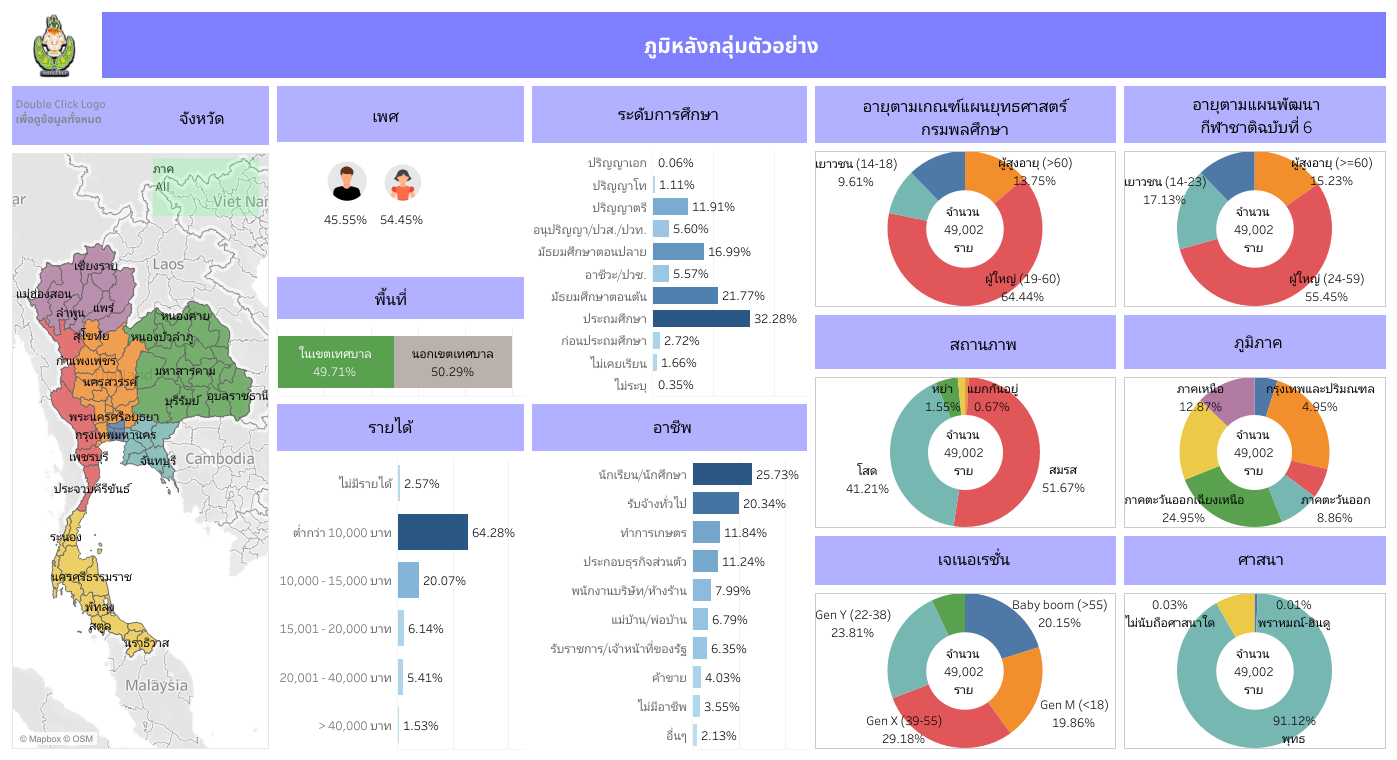 ภูมิหลังกลุ่มตัวอย่าง
Double Click Logo
เพื่อดูข้อมูลทั้งหมด
จังหวัด
ภาค
All
ar
Viet Nar
Laos
เชียงราย
แม่ฮ่องสอน
ลำพูน
แพร่
หนองคาย
สุโขทัย
หนองบัวลำภู
กำแพงเพชร
มหาสารคาม
นครสวรรค์
บุรีรัมย์
อุบลราชธานี
พระนครศรีอยุธยา
กรุงเทพมหานคร
เพชรบุรี
จันทบุรี
Cambodia
ประจวบคีรีขันธ์
ระนอง
นครศรีธรรมราช
พัทลุง
สตูล
นราธิวาส
Malaysia
© Mapbox © OSM
เพศ
45.55%
54.45%
พื้นที่
ในเขตเทศบาล
49.71%
นอกเขตเทศบาล
50.29%
รายได้
ไม่มีรายได้ 2.57%
ต่ำกว่า 10,000 บาท 64.28%
10,000 - 15,000 บาท 20.07%
15,001 - 20,000 บาท 6.14%
20,001 - 40,000 บาท 5.41%
> 40,000 บาท 1.53%
ระดับการศึกษา
ปริญญาเอก 0.06%
ปริญญาโท 1.11%
ปริญญาตรี 11.91%
อนุปริญญา/ปวส./ปวท. 5.60%
มัธยมศึกษาตอนปลาย 16.99%
อาชีวะ/ปวช. 5.57%
มัธยมศึกษาตอนต้น 21.77%
ประถมศึกษา 32.28%
ก่อนประถมศึกษา 2.72%
ไม่เคยเรียน 1.66%
ไม่ระบุ 0.35%
อาชีพ
นักเรียน/นักศึกษา 25.73%
รับจ้างทั่วไป 20.34%
ทำการเกษตร 11.84%
ประกอบธุรกิจส่วนตัว 11.24%
พนักงานบริษัท/ห้างร้าน 7.99%
แม่บ้าน/พ่อบ้าน 6.79%
รับราชการ/เจ้าหน้าที่ของรัฐ 6.35%
ค้าขาย 4.03%
ไม่มีอาชีพ 3.55%
อื่นๆ 2.13%
อายุตามเกณฑ์แผนยุทธศาสตร์
กรมพลศึกษา
เยาวชน (14-18)
9.61%
ผู้สูงอายุ (>60)
13.75%
จำนวน
49,002
ราย
ผู้ใหญ่ (19-60)
64.44%
อายุตามแผนพัฒนา
กีฬาชาติฉบับที่ 6
เยาวชน (14-23)
17.13%
ผู้สูงอายุ (>=60)
15.23%
จำนวน
49,002
ราย
ผู้ใหญ่ (24-59)
55.45%
สถานภาพ
หย่า
1.55%
แยกกันอยู่
0.67%
จำนวน
49,002
ราย
โสด
41.21%
สมรส
51.67%
ภูมิภาค
ภาคเหนือ
12.87%
กรุงเทพและปริมณฑล
4.95%
จำนวน
49,002
ราย
ภาคตะวันออกเฉียงเหนือ
24.95%
ภาคตะวันออก
8.86%
เจเนอเรชั่น
Gen Y (22-38)
23.81%
Baby boom (>55)
20.15%
จำนวน
49,002
ราย
Gen X (39-55)
29.18%
Gen M (<18)
19.86%
ศาสนา
0.03%
ไม่นับถือศาสนาใด
0.01%
พราหมณ์-ฮินดู
จำนวน
49,002
ราย
91.12%
พุทธ